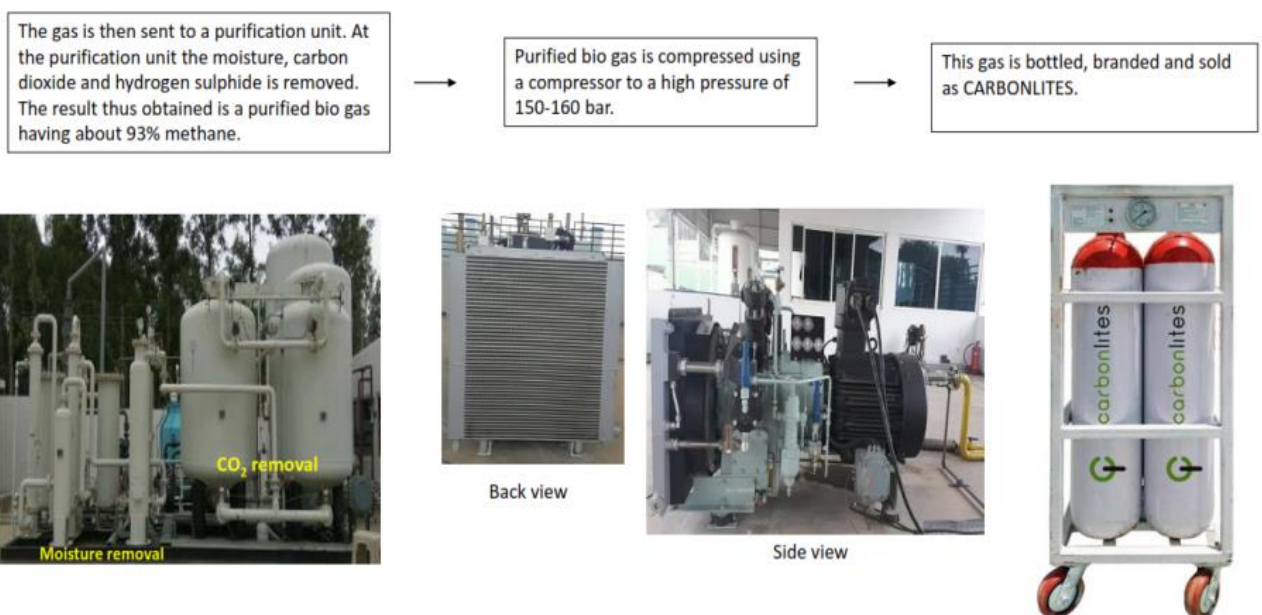 The gas is then sent to a purification unit. At
the purification unit the moisture, carbon
dioxide and hydrogen sulphide is removed.
The result thus obtained is a purified bio gas
having about 93% methane.
Purified bio gas is compressed using
a compressor to a high pressure of
150-160 bar.
This gas is bottled, branded and sold
as CARBONLITES.
CO₂ removal
Moisture removal
Back view
Side view
carbonlites
carbonlites